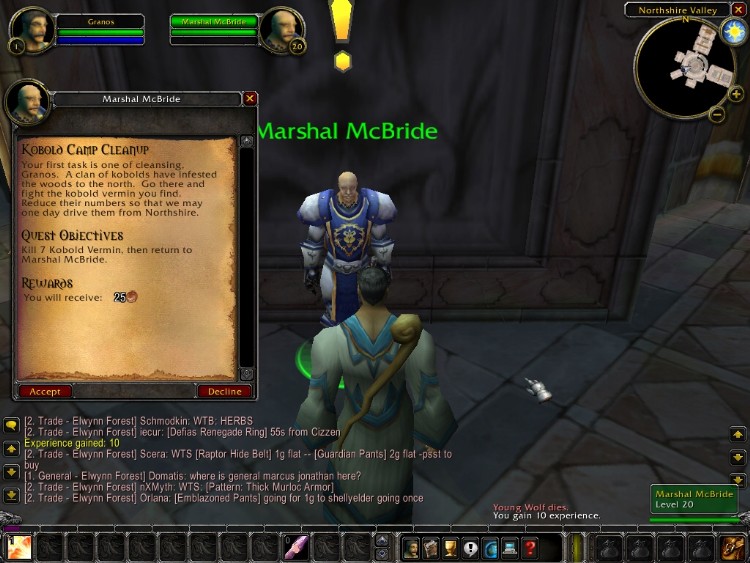 Granos
Marshal McBride
Northshire Valley
N
1
20
Marshal McBride
Marshal McBride
Kobold Camp Cleanup
Your first task is one of cleansing,
Granos. A clan of kobolds have infested
the woods to the north. Go there and
fight the kobold vermin you find.
Reduce their numbers so that we may
one day drive them from Northshire.
Quest Objectives
Kill 7 Kobold Vermin, then return to
Marshal McBride.
Rewards
You will receive: 25
Accept
Decline
[2. Trade - Elwynn Forest] Schmodkin: WTB: HERBS
[2. Trade - Elwynn Forest] iecur: [Defias Renegade Ring] 55s from Cizzen
Experience gained: 10
[2. Trade - Elwynn Forest] Scera: WTS [Raptor Hide Belt] 1g flat -- [Guardian Pants] 2g flat -psst to
buy
[1. General - Elwynn Forest] Domatis: where is general marcus jonathan here?
[2. Trade - Elwynn Forest] nXMyth: WTS: [Pattern: Thick Murloc Armor]
[2. Trade - Elwynn Forest] Orlana: [Emblazoned Pants] going for 1g to shellyelder going once
Young Wolf dies.
You gain 10 experience.
Marshal McBride
Level 20